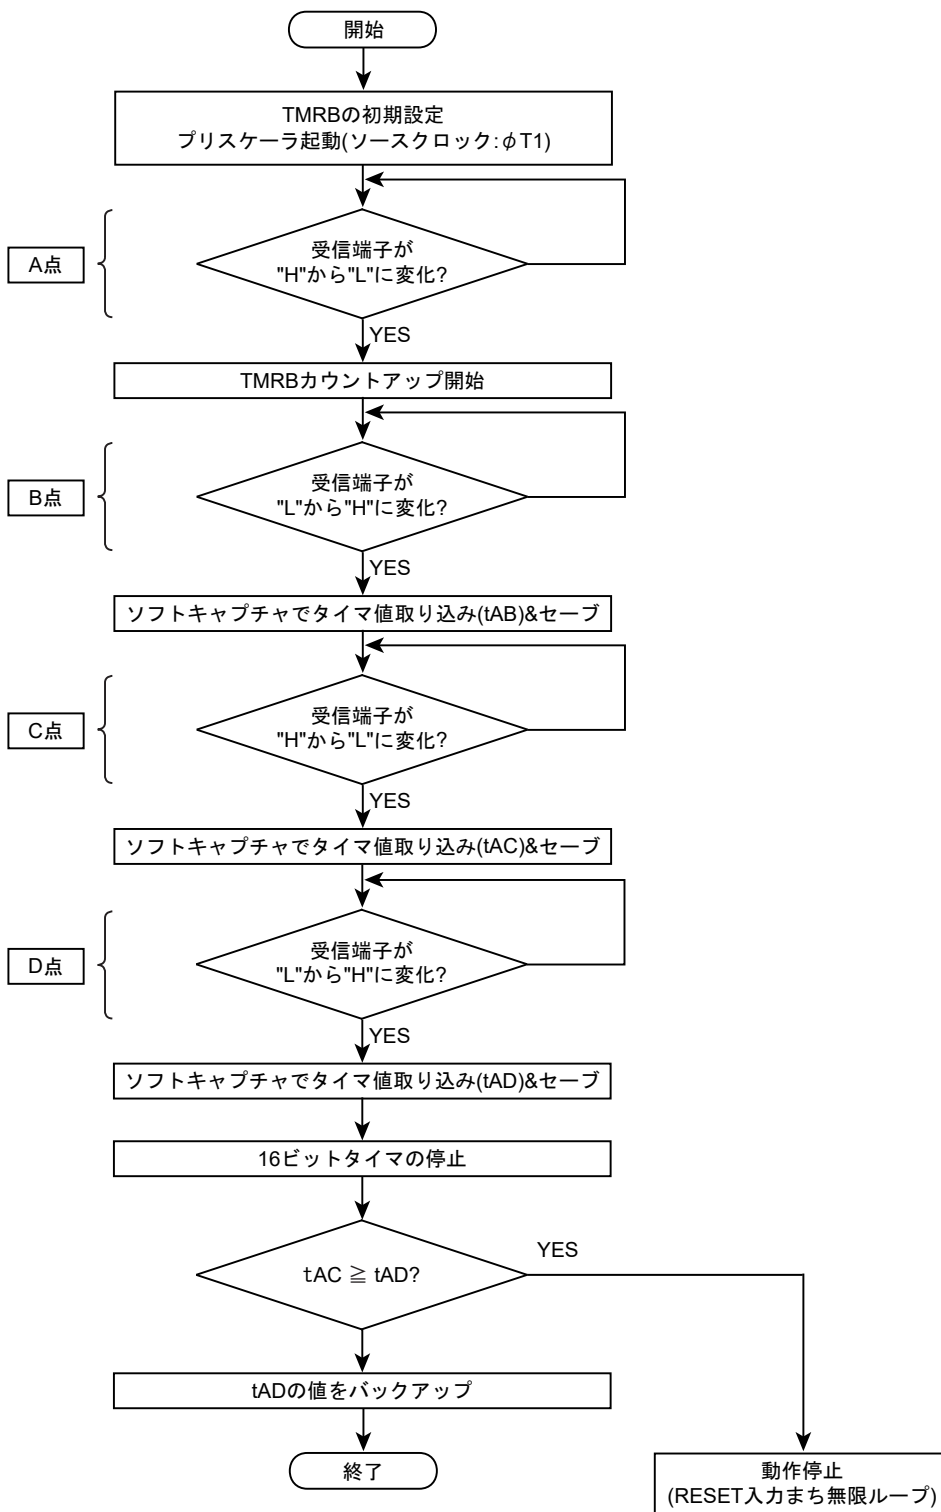 開始
TMRBの初期設定
プリスケーラ起動(ソースクロック:φT1)
A点
受信端子が
"H"から"L"に変化?
YES
TMRBカウントアップ開始
B点
受信端子が
"L"から"H"に変化?
YES
ソフトキャプチャでタイマ値取り込み(tAB)&セーブ
C点
受信端子が
"H"から"L"に変化?
YES
ソフトキャプチャでタイマ値取り込み(tAC)&セーブ
D点
受信端子が
"L"から"H"に変化?
YES
ソフトキャプチャでタイマ値取り込み(tAD)&セーブ
16ビットタイマの停止
tAC ≧ tAD?
YES
tADの値をバックアップ
終了
動作停止
(RESET入力まち無限ループ)